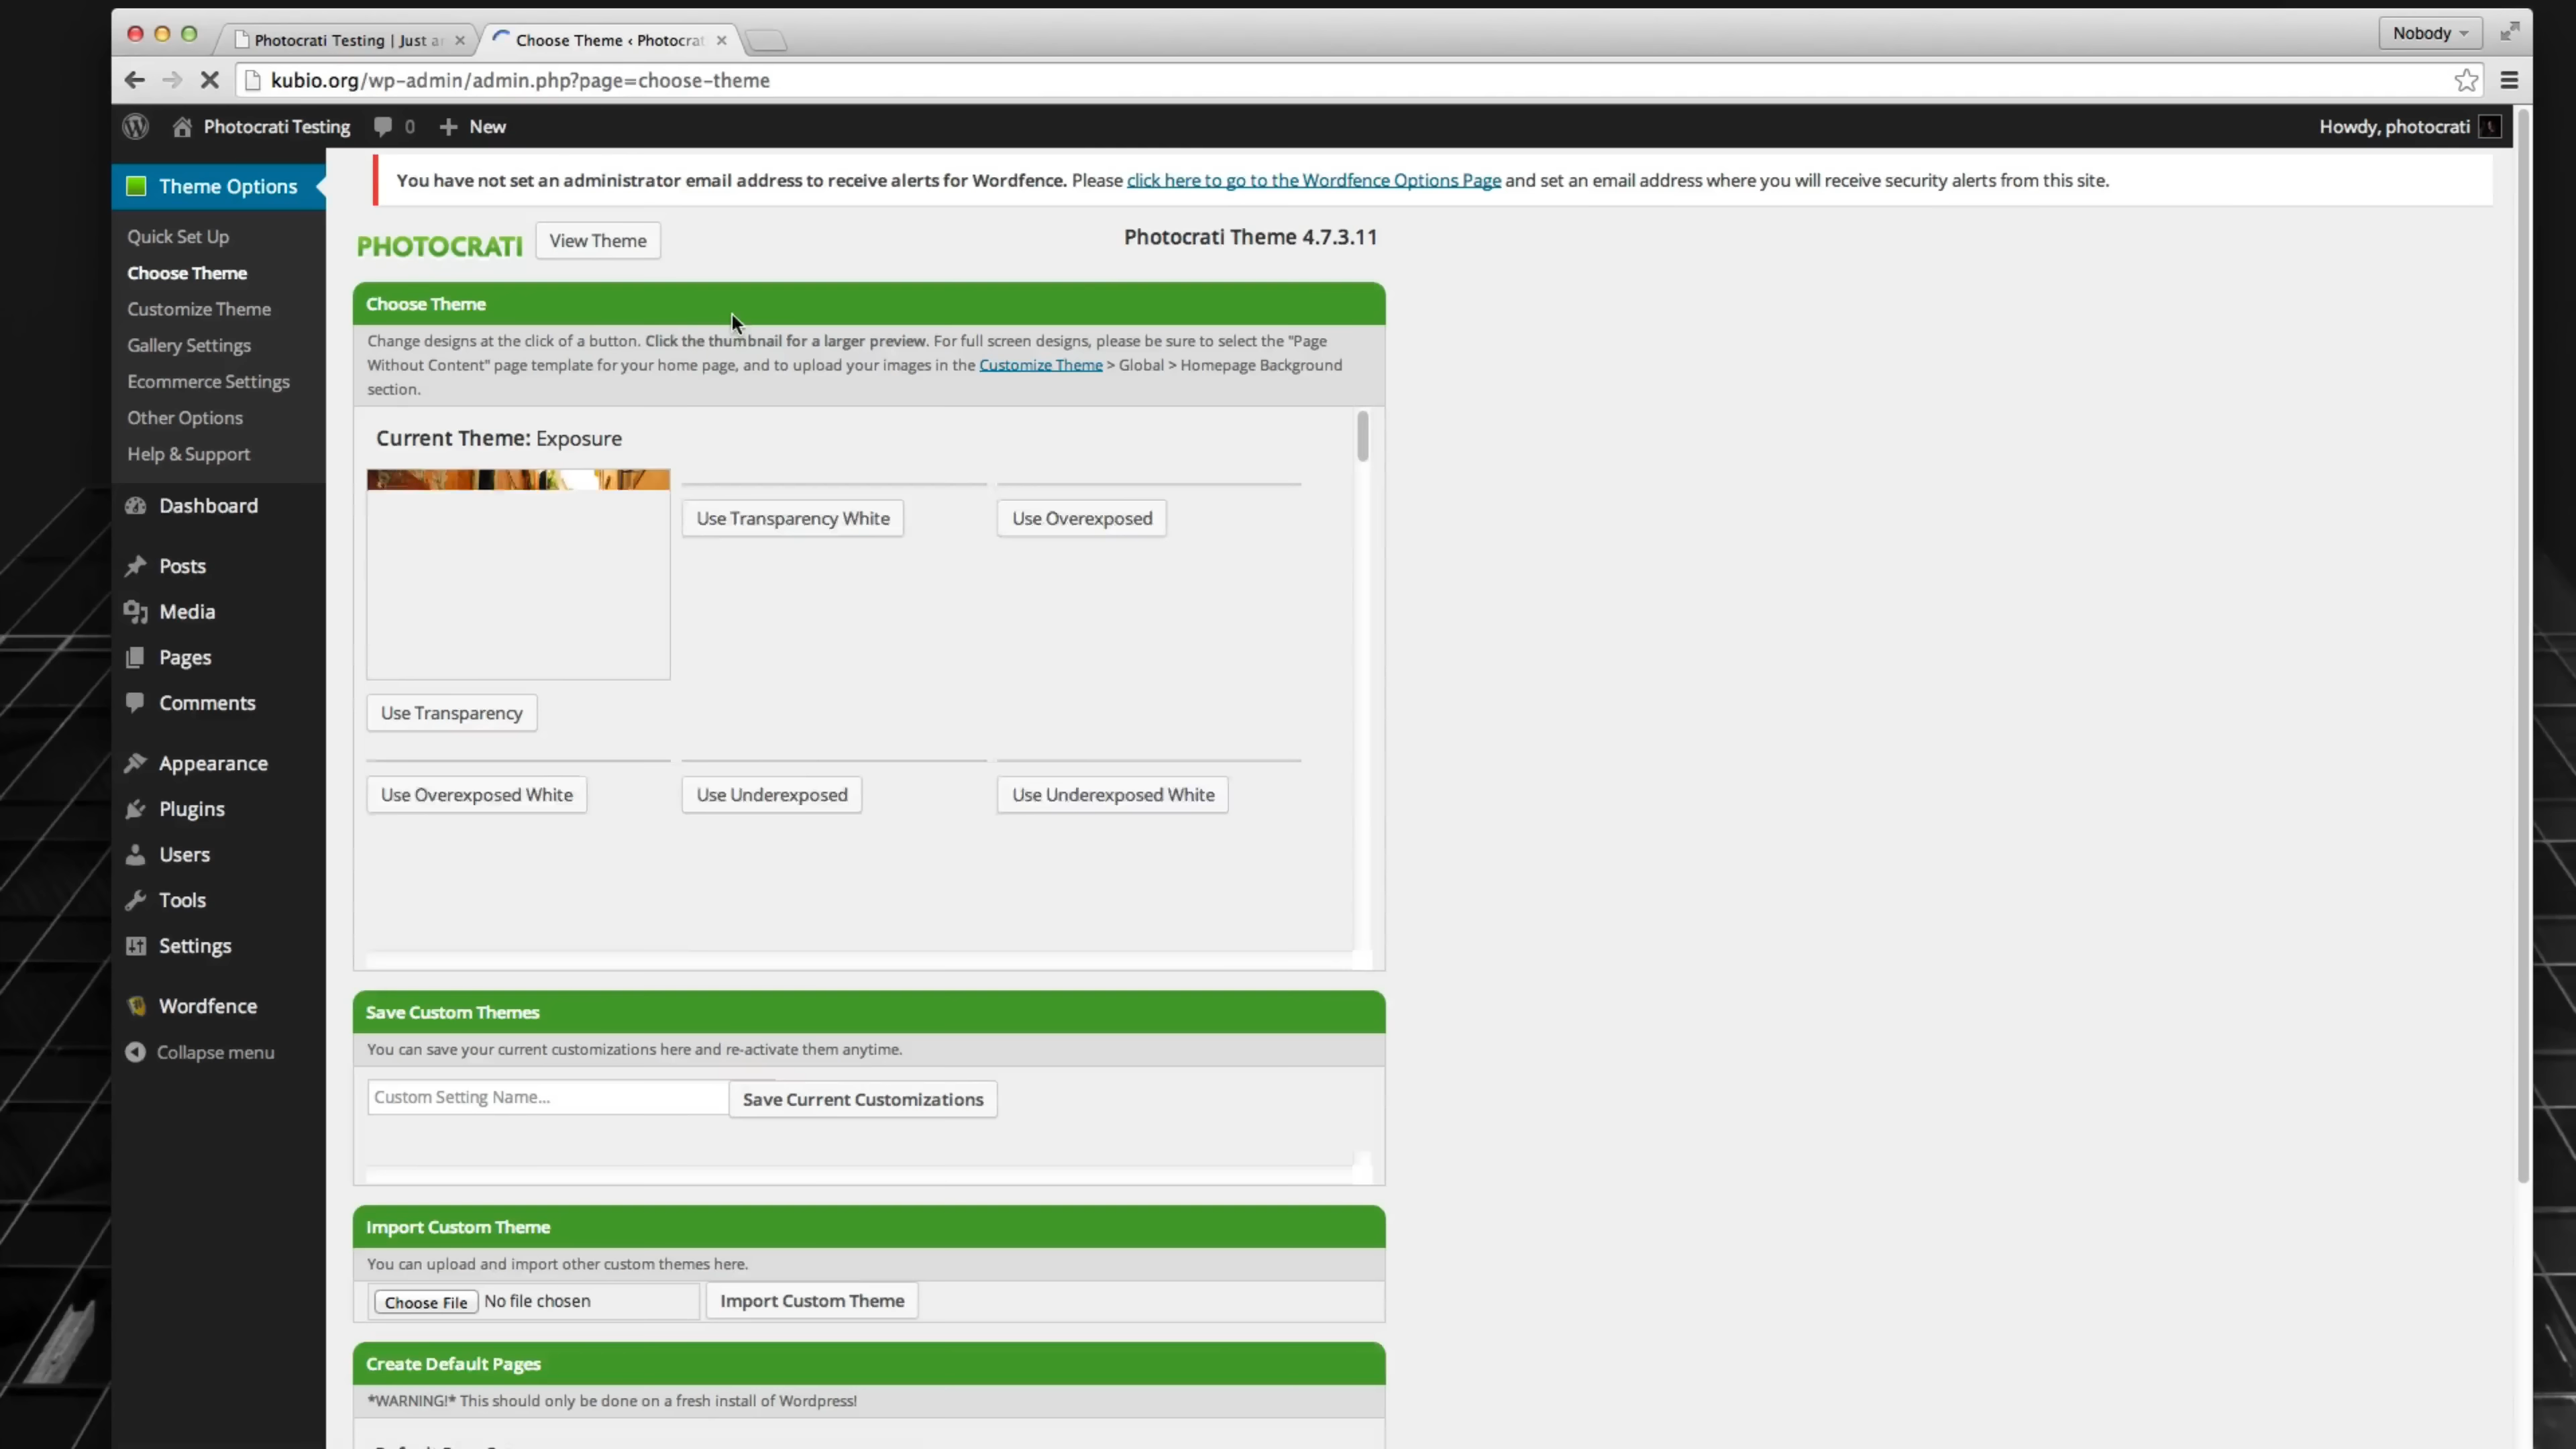 Photocrati Testing | Just a
Choose Theme ‹ Photocrat
Nobody
kubio.org/wp-admin/admin.php?page=choose-theme
Photocrati Testing 0 New
Howdy, photocrati
Theme Options
Quick Set Up
Choose Theme
Customize Theme
Gallery Settings
Ecommerce Settings
Other Options
Help & Support
Dashboard
Posts
Media
Pages
Comments
Appearance
Plugins
Users
Tools
Settings
Wordfence
Collapse menu
You have not set an administrator email address to receive alerts for Wordfence. Please click here to go to the Wordfence Options Page and set an email address where you will receive security alerts from this site.
PHOTOCRATI
View Theme
Photocrati Theme 4.7.3.11
Choose Theme
Change designs at the click of a button. Click the thumbnail for a larger preview. For full screen designs, please be sure to select the "Page
Without Content" page template for your home page, and to upload your images in the Customize Theme > Global > Homepage Background
section.
Current Theme: Exposure
Use Transparency White
Use Overexposed
Use Transparency
Use Overexposed White
Use Underexposed
Use Underexposed White
Save Custom Themes
You can save your current customizations here and re-activate them anytime.
Custom Setting Name...
Save Current Customizations
Import Custom Theme
You can upload and import other custom themes here.
Choose File No file chosen
Import Custom Theme
Create Default Pages
*WARNING!* This should only be done on a fresh install of Wordpress!